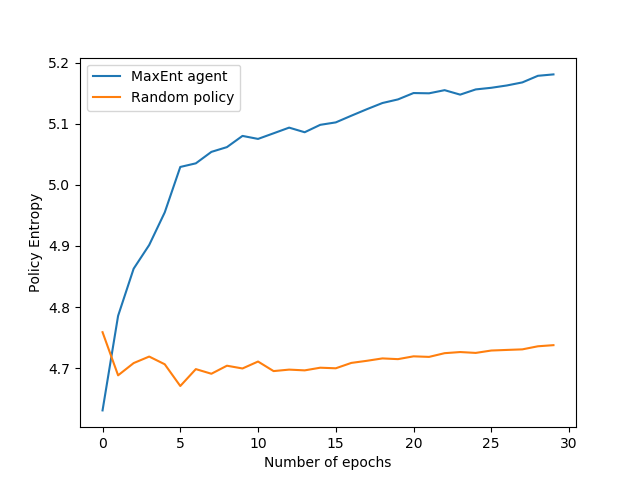 MaxEnt agent
Random policy
5.2
5.1
5.0
4.9
4.8
4.7
Policy Entropy
0 5 10 15 20 25 30
Number of epochs